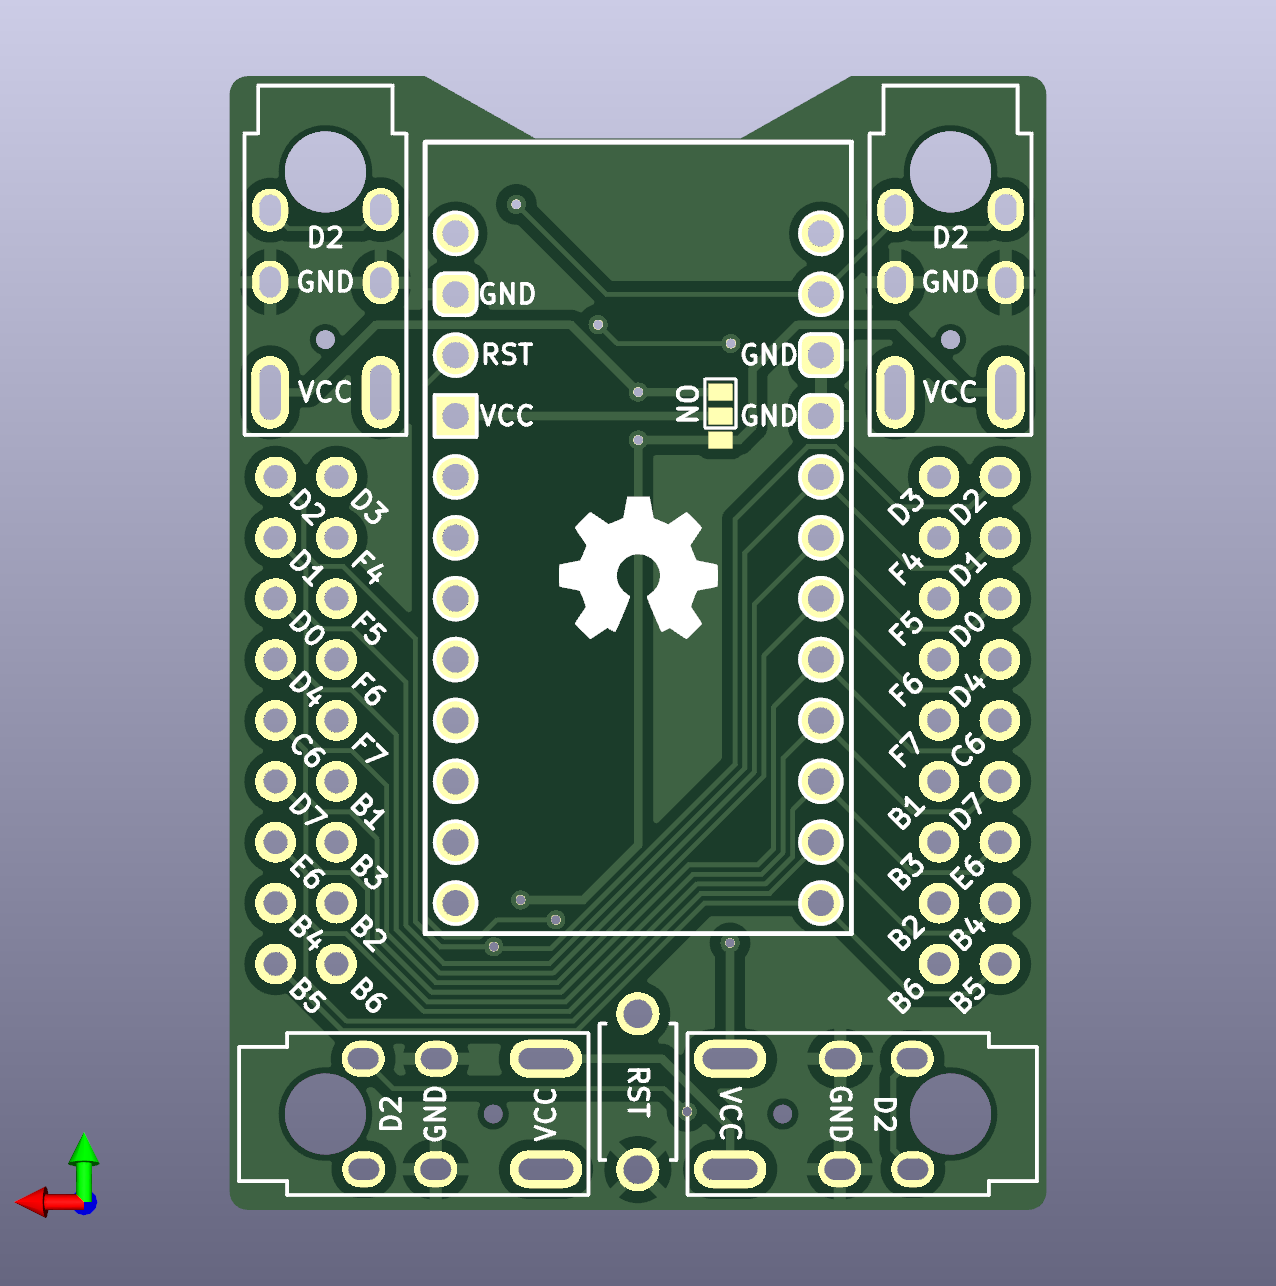 D2
D2
GND
GND
GND
RST
GND
VCC
VCC
NO
VCC
GND
D2
D3
D3
D2
D1
F4
F4
D1
D0
F5
F5
D0
D4
F6
F6
D4
C6
F7
F7
C6
D7
B1
B1
D7
E6
B3
B3
E6
B4
B2
B2
B4
B5
B6
B6
B5
D2
GND
VCC
RST
VCC
GND
D2